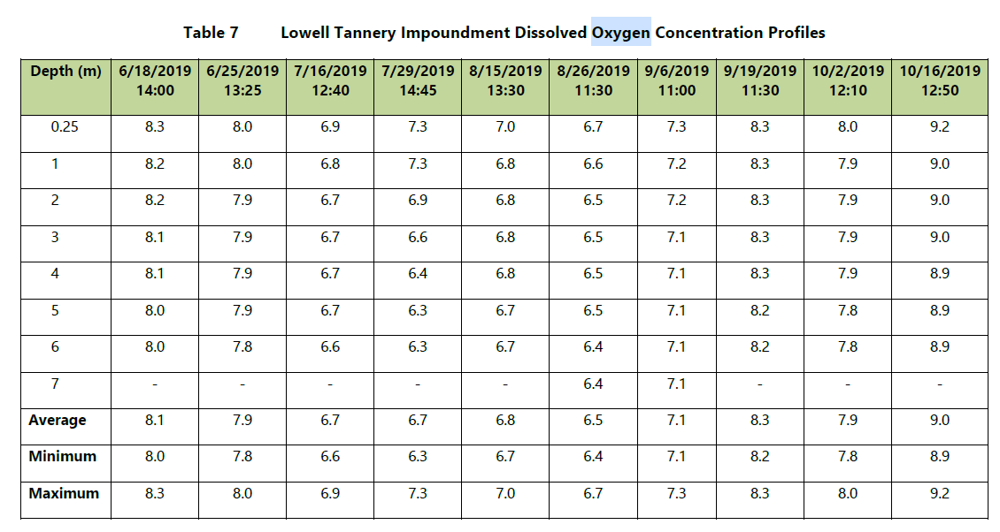 Table 7 Lowell Tannery Impoundment Dissolved Oxygen Concentration Profiles
Depth (m) 6/18/2019 14:00 6/25/2019 13:25 7/16/2019 12:40 7/29/2019 14:45 8/15/2019 13:30 8/26/2019 11:30 9/6/2019 11:00 9/19/2019 11:30 10/2/2019 12:10 10/16/2019 12:50
0.25 8.3 8.0 6.9 7.3 7.0 6.7 7.3 8.3 8.0 9.2
1 8.2 8.0 6.8 7.3 6.8 6.6 7.2 8.3 7.9 9.0
2 8.2 7.9 6.7 6.9 6.8 6.5 7.2 8.3 7.9 9.0
3 8.1 7.9 6.7 6.6 6.8 6.5 7.1 8.3 7.9 9.0
4 8.1 7.9 6.7 6.4 6.8 6.5 7.1 8.3 7.9 8.9
5 8.0 7.9 6.7 6.3 6.7 6.5 7.1 8.2 7.8 8.9
6 8.0 7.8 6.6 6.3 6.7 6.4 7.1 8.2 7.8 8.9
7 - - - - - 6.4 7.1 - - -
Average 8.1 7.9 6.7 6.7 6.8 6.5 7.1 8.3 7.9 9.0
Minimum 8.0 7.8 6.6 6.3 6.7 6.4 7.1 8.2 7.8 8.9
Maximum 8.3 8.0 6.9 7.3 7.0 6.7 7.3 8.3 8.0 9.2